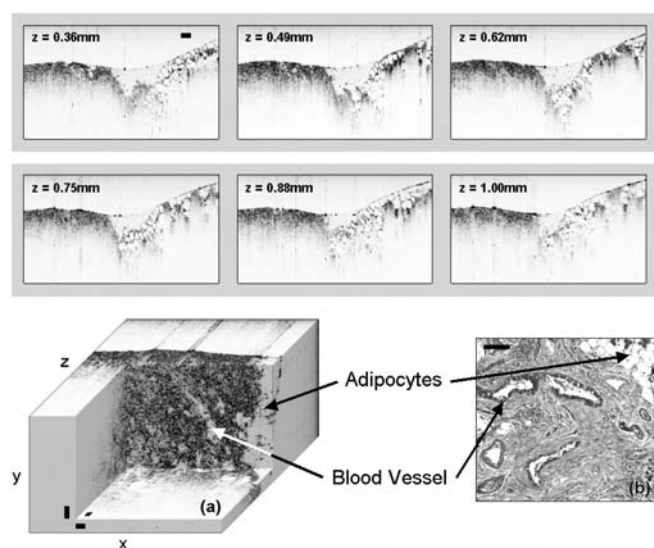 z = 0.36mm
z = 0.49mm
z = 0.62mm
z = 0.75mm
z = 0.88mm
z = 1.00mm
z
Adipocytes
y
Blood Vessel
(a)
(b)
x